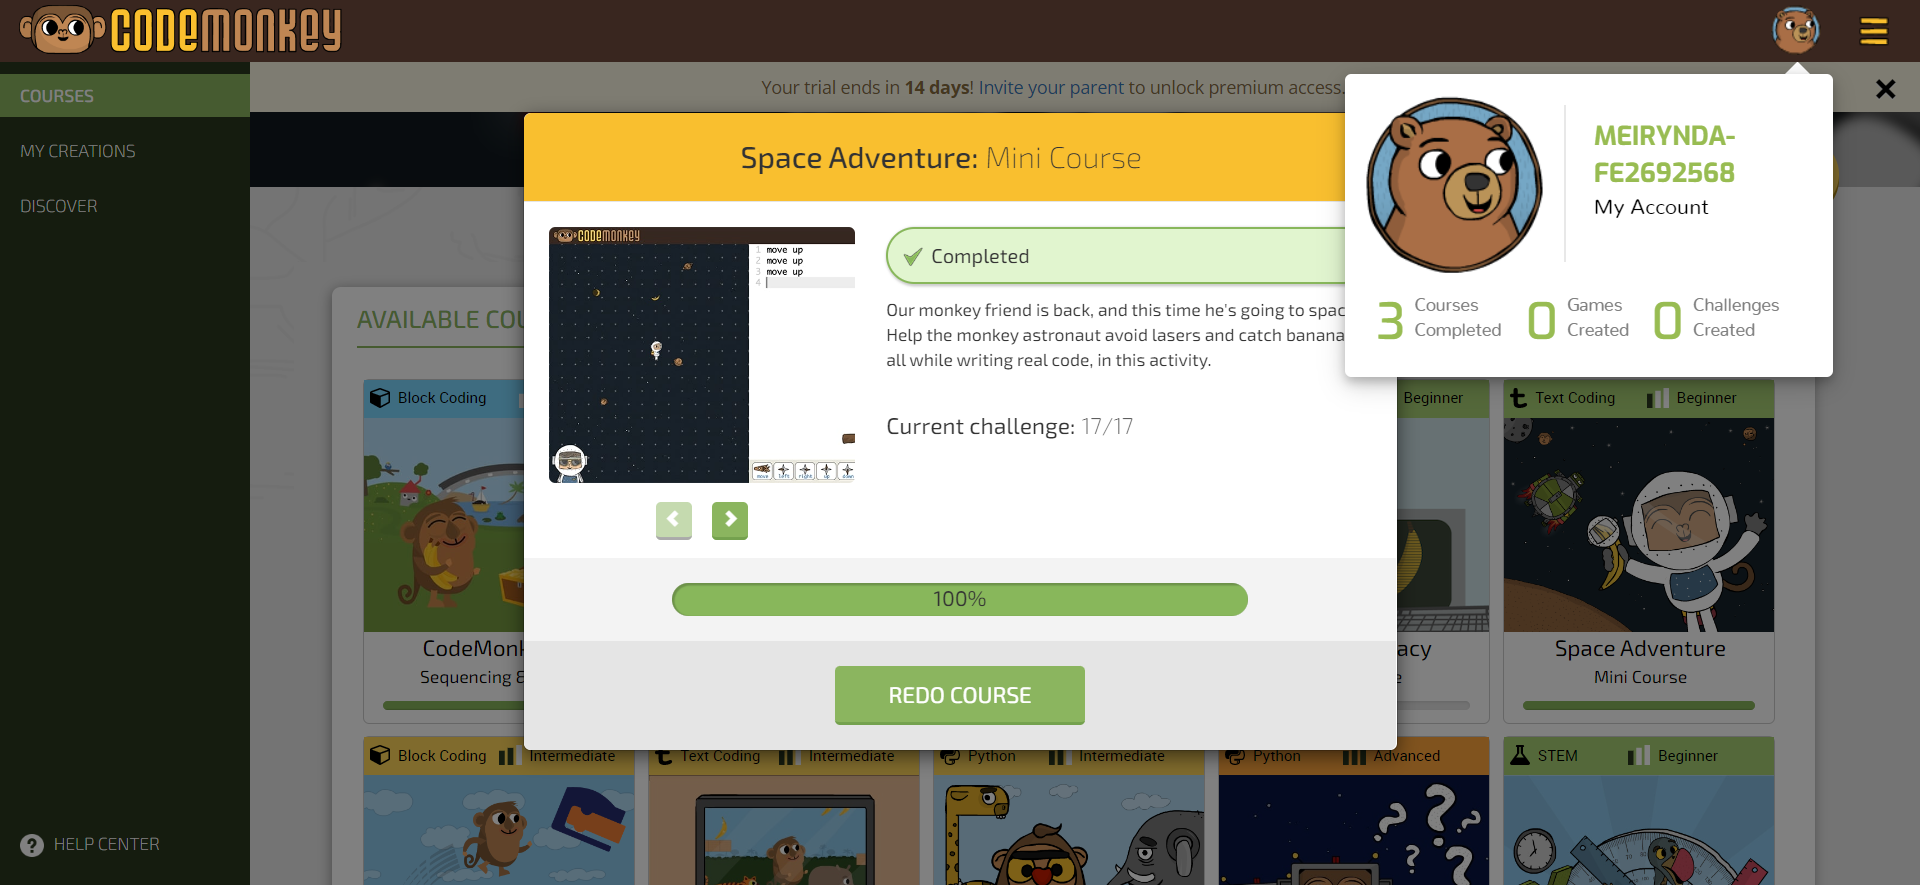 CODEMONKEY
COURSES
MY CREATIONS
DISCOVER
HELP CENTER
Your trial ends in 14 days! Invite your parent to unlock premium access.
MEIRYNDA-
FE2692568
My Account
3 Courses Completed
0 Games Created
0 Challenges Created
Space Adventure: Mini Course
CODEMONKEY
1 move up
2 move up
3 move up
4
move left right up down
Completed
Our monkey friend is back, and this time he's going to spac
Help the monkey astronaut avoid lasers and catch banana
all while writing real code, in this activity.
Current challenge: 17/17
100%
REDO COURSE
AVAILABLE COU
Block Coding
CodeMonk
Sequencing &
Beginner
acy
Text Coding Beginner
Space Adventure
Mini Course
Block Coding Intermediate
Text Coding Intermediate
Python Intermediate
Python Advanced
STEM Beginner